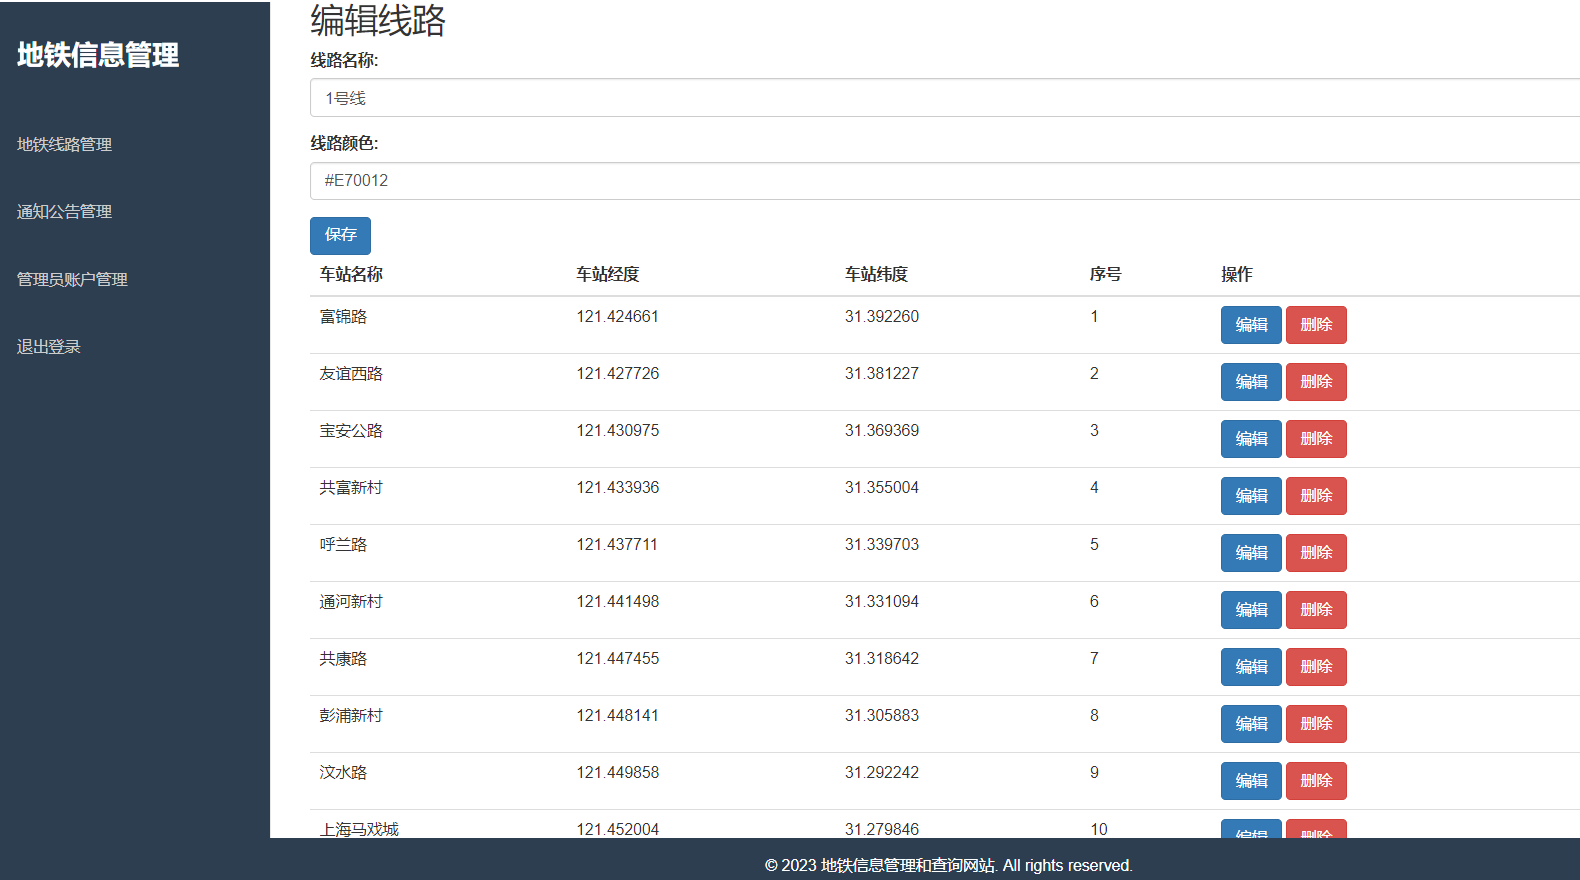 地铁信息管理
地铁线路管理
通知公告管理
管理员账户管理
退出登录
编辑线路
线路名称:
1号线
线路颜色:
#E70012
保存
车站名称 车站经度 车站纬度 序号 操作
富锦路 121.424661 31.392260 1 编辑 删除
友谊西路 121.427726 31.381227 2 编辑 删除
宝安公路 121.430975 31.369369 3 编辑 删除
共富新村 121.433936 31.355004 4 编辑 删除
呼兰路 121.437711 31.339703 5 编辑 删除
通河新村 121.441498 31.331094 6 编辑 删除
共康路 121.447455 31.318642 7 编辑 删除
彭浦新村 121.448141 31.305883 8 编辑 删除
汶水路 121.449858 31.292242 9 编辑 删除
上海马戏城 121.452004 31.279846 10 编辑 删除
© 2023 地铁信息管理和查询网站. All rights reserved.